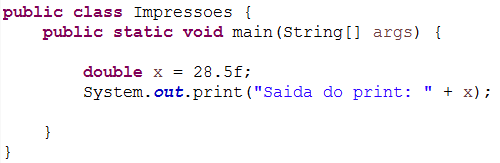 public class Impressoes {
    public static void main(String[] args) {
        double x = 28.5f;
        System.out.print("Saida do print: " + x);
    }
}